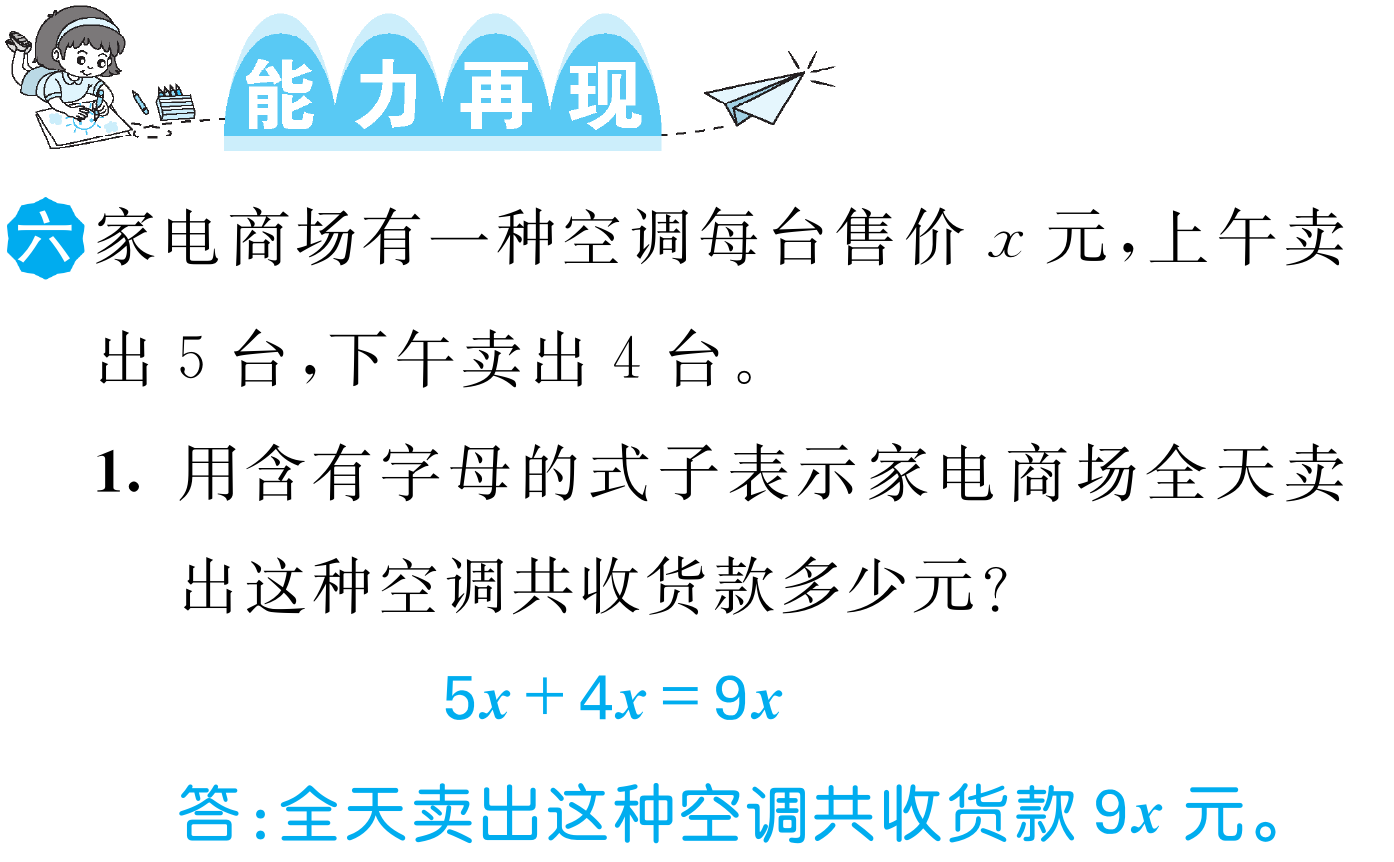 能力再现
六 家电商场有一种空调每台售价 x 元,上午卖
出 5 台,下午卖出 4 台。
1. 用含有字母的式子表示家电商场全天卖
出这种空调共收货款多少元?
5x + 4x = 9x
答:全天卖出这种空调共收货款 9x 元。